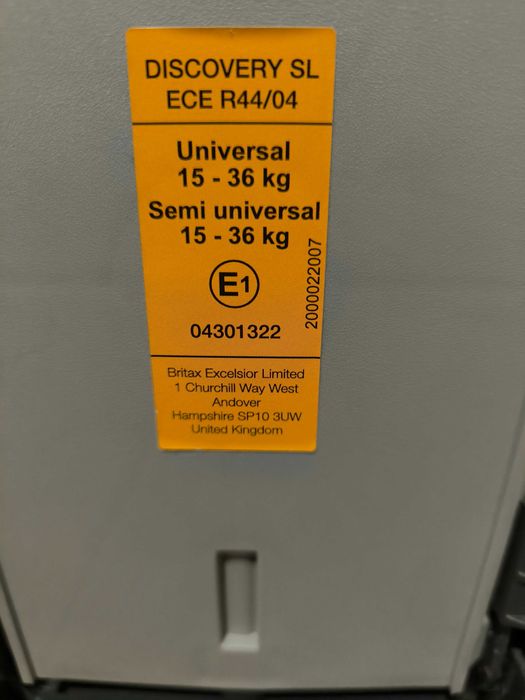 DISCOVERY SL
ECE R44/04
Universal
15 - 36 kg
Semi universal
15 - 36 kg
E1
2000022007
04301322
Britax Excelsior Limited
1 Churchill Way West
Andover
Hampshire SP10 3UW
United Kingdom